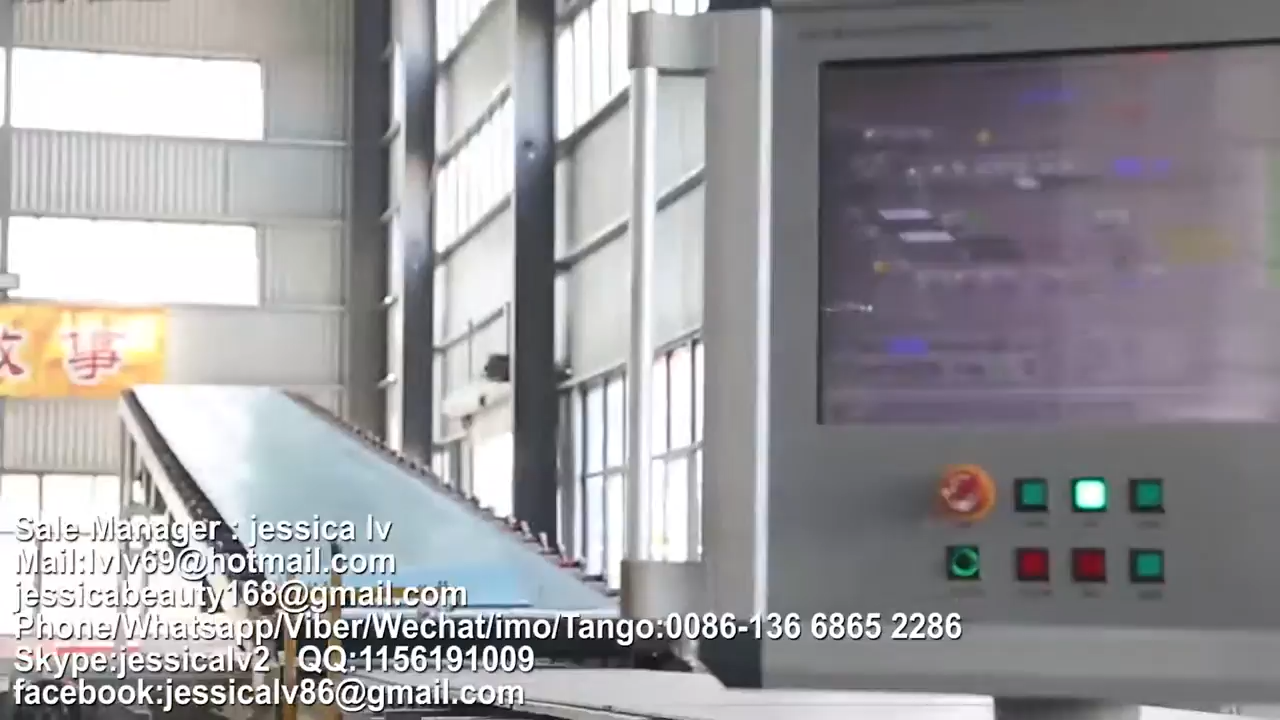 事
Sale Manager : jessica lv
Mail:lvlv69@hotmail.com
jessicabeauty168@gmail.com
Phone/Whatsapp/Viber/Wechat/imo/Tango:0086-136 6865 2286
Skype:jessicalv2 QQ:1156191009
facebook:jessicalv86@gmail.com